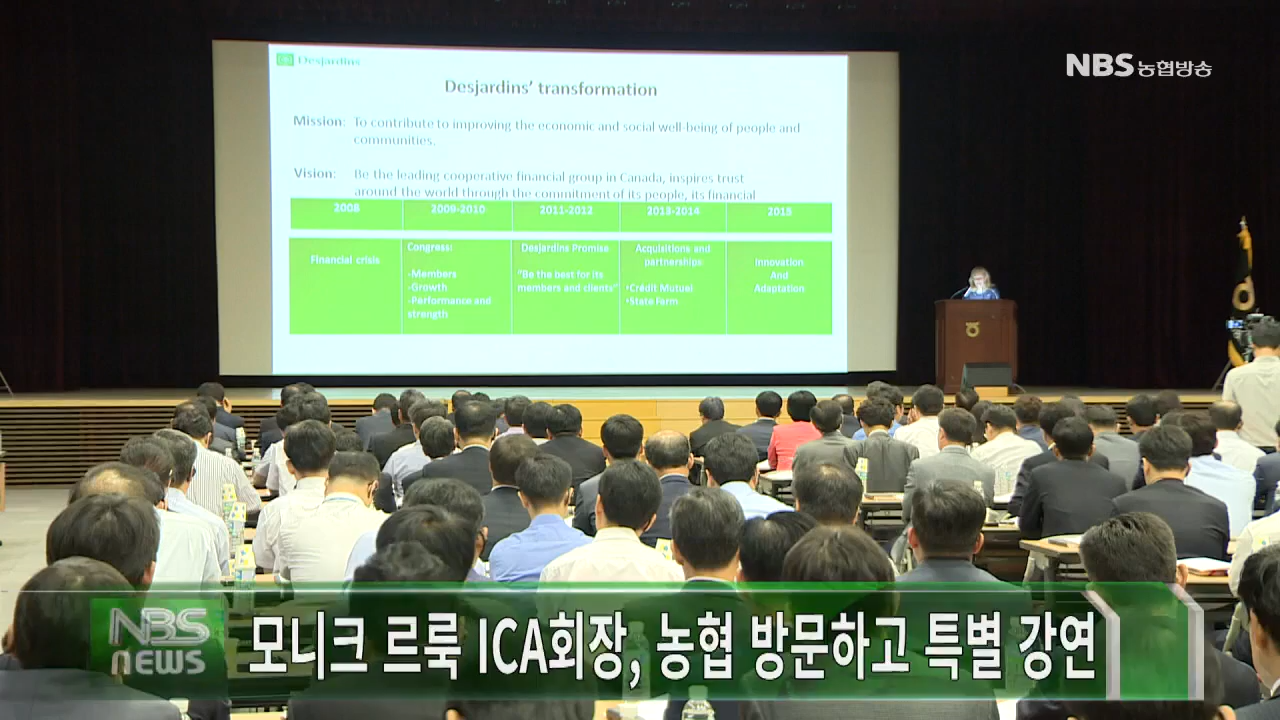 NBS농협방송
Desjardins
Desjardins' transformation
Mission: To contribute to improving the economic and social well-being of people and
communities.
Vision: Be the leading cooperative financial group in Canada, inspires trust
around the world through the commitment of its people, its financial
2008 2009-2010 2011-2012 2013-2014 2015
Financial crisis
Congress:
-Members
-Growth
-Performance and
strength
Desjardins Promise
"Be the best for its
members and clients"
Acquisitions and
partnerships
•Crédit Mutuel
•State Farm
Innovation
And
Adaptation
NBS
NEWS
모니크 르룩 ICA회장, 농협 방문하고 특별 강연